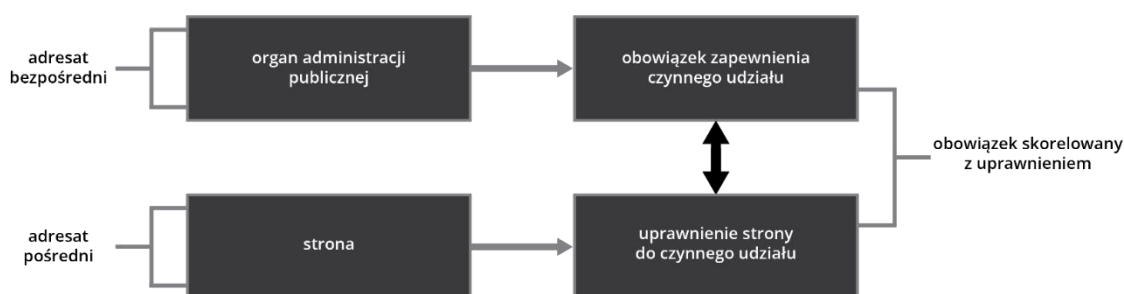 adresat
bezpośredni
organ administracji
publicznej
obowiązek zapewnienia
czynnego udziału
obowiązek skorelowany
z uprawnieniem
adresat
pośredni
strona
uprawnienie strony
do czynnego udziału